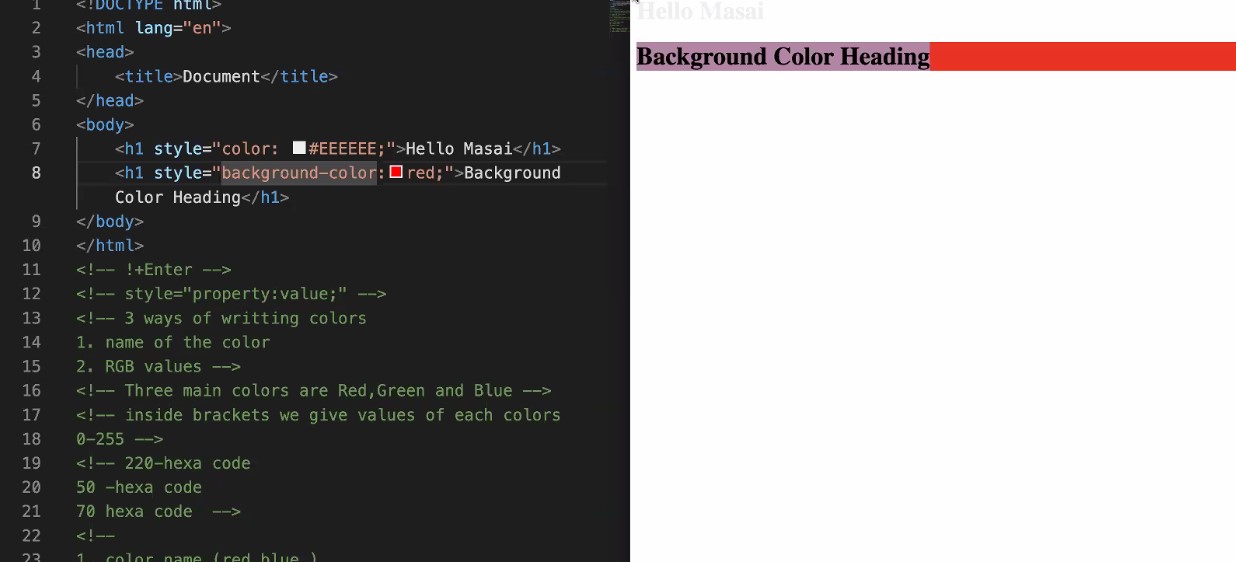 1 <!DOCTYPE html>
2 <html lang="en">
3 <head>
4 <title>Document</title>
5 </head>
6 <body>
7 <h1 style="color: #EEEEEE;">Hello Masai</h1>
8 <h1 style="background-color: red;">Background
Color Heading</h1>
9 </body>
10 </html>
11 <!-- !+Enter -->
12 <!-- style="property:value;" -->
13 <!-- 3 ways of writting colors
14 1. name of the color
15 2. RGB values -->
16 <!-- Three main colors are Red,Green and Blue -->
17 <!-- inside brackets we give values of each colors
18 0-255 -->
19 <!-- 220-hexa code
20 50 -hexa code
21 70 hexa code -->
22 <!--
23 1. color name (red,blue,)
Hello Masai
Background Color Heading